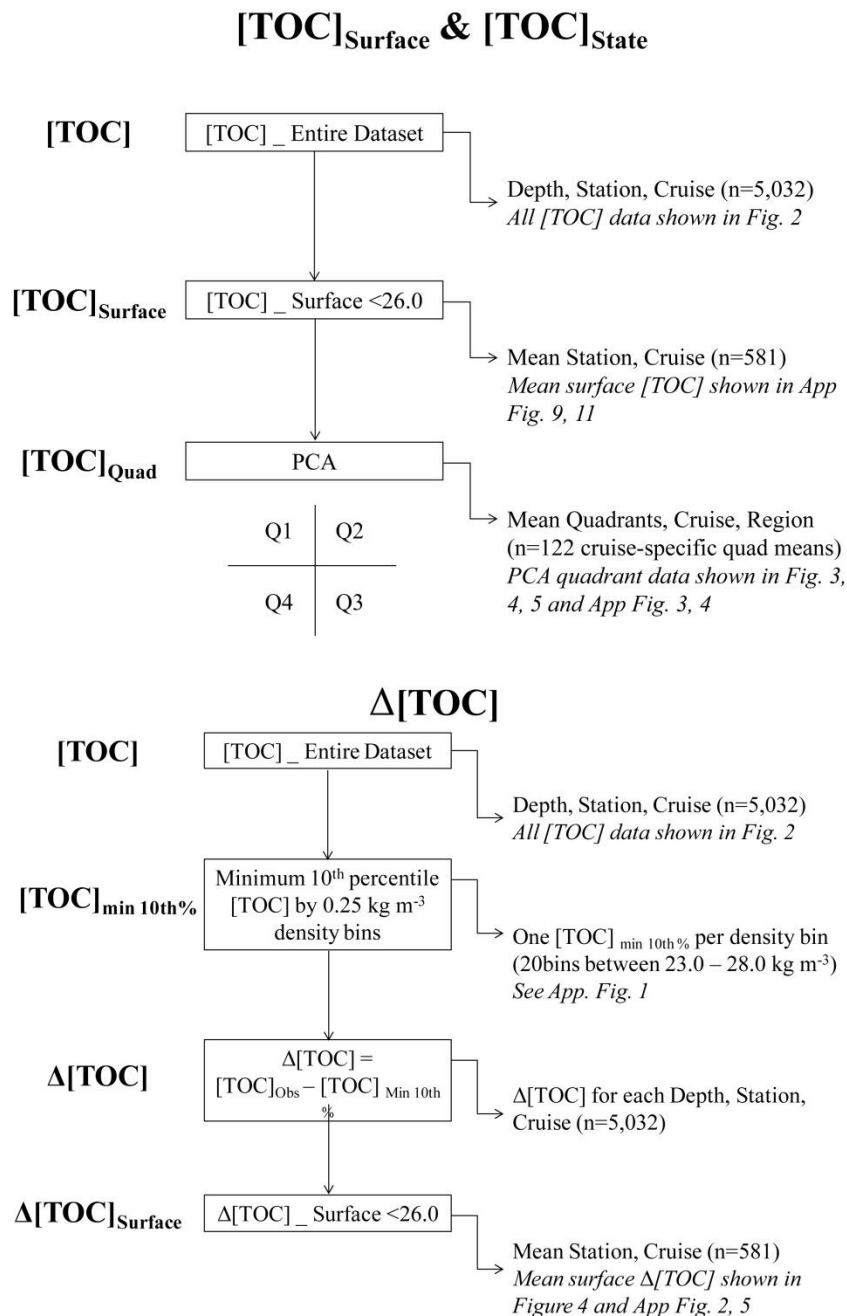 [TOC]Surface & [TOC]State
[TOC]
[TOC] _ Entire Dataset
Depth, Station, Cruise (n=5,032)
All [TOC] data shown in Fig. 2
[TOC]Surface
[TOC] _ Surface <26.0
Mean Station, Cruise (n=581)
Mean surface [TOC] shown in App
Fig. 9, 11
[TOC]Quad
PCA
Mean Quadrants, Cruise, Region
(n=122 cruise-specific quad means)
PCA quadrant data shown in Fig. 3,
4, 5 and App Fig. 3, 4
Q1 Q2
Q4 Q3
Δ[TOC]
[TOC]
[TOC] _ Entire Dataset
Depth, Station, Cruise (n=5,032)
All [TOC] data shown in Fig. 2
[TOC]min 10th%
Minimum 10th percentile
[TOC] by 0.25 kg m-3
density bins
One [TOC] min 10th % per density bin
(20bins between 23.0 – 28.0 kg m-3)
See App. Fig. 1
Δ[TOC]
Δ[TOC] =
[TOC]Obs – [TOC] Min 10th
%
Δ[TOC] for each Depth, Station,
Cruise (n=5,032)
Δ[TOC]Surface
Δ[TOC] _ Surface <26.0
Mean Station, Cruise (n=581)
Mean surface Δ[TOC] shown in
Figure 4 and App Fig. 2, 5